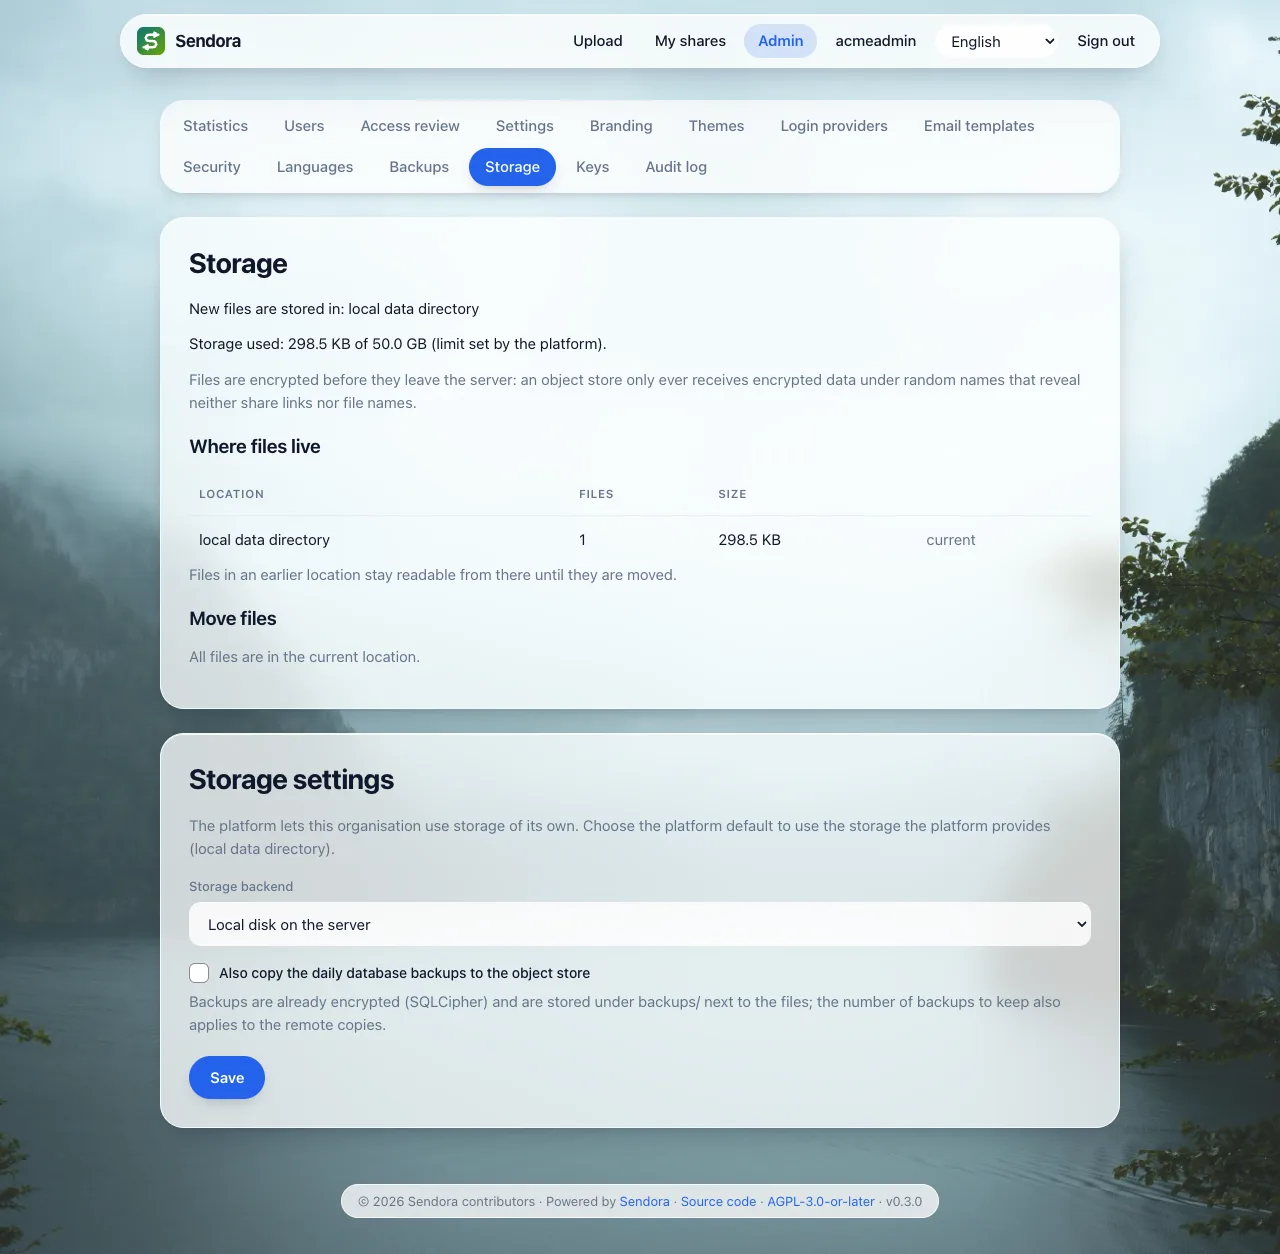 Sendora
Upload
My shares
Admin
acmeadmin
English
Sign out
Statistics
Users
Access review
Settings
Branding
Themes
Login providers
Email templates
Security
Languages
Backups
Storage
Keys
Audit log
Storage
New files are stored in: local data directory
Storage used: 298.5 KB of 50.0 GB (limit set by the platform).
Files are encrypted before they leave the server: an object store only ever receives encrypted data under random names that reveal
neither share links nor file names.
Where files live
LOCATION FILES SIZE
local data directory 1 298.5 KB current
Files in an earlier location stay readable from there until they are moved.
Move files
All files are in the current location.
Storage settings
The platform lets this organisation use storage of its own. Choose the platform default to use the storage the platform provides
(local data directory).
Storage backend
Local disk on the server
Also copy the daily database backups to the object store
Backups are already encrypted (SQLCipher) and are stored under backups/ next to the files; the number of backups to keep also
applies to the remote copies.
Save
© 2026 Sendora contributors · Powered by Sendora · Source code · AGPL-3.0-or-later · v0.3.0